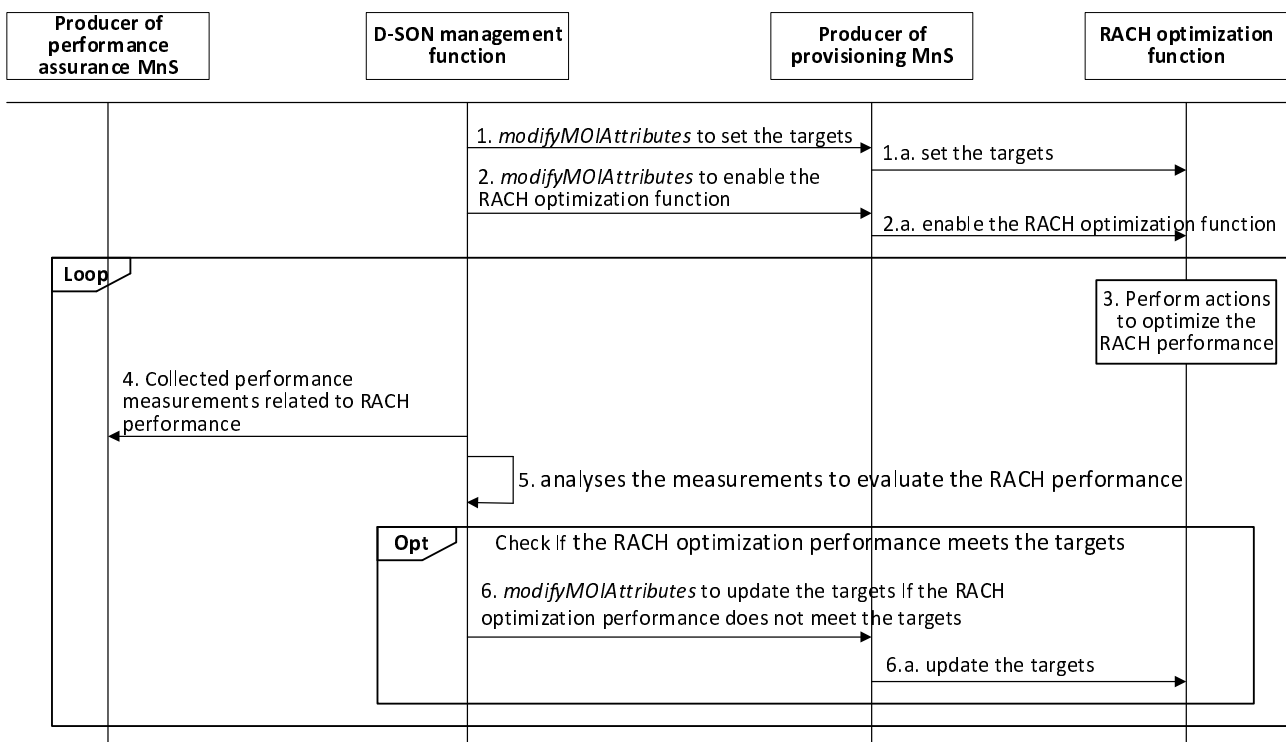 Producer of
performance
assurance MnS
D-SON management
function
Producer of
provisioning MnS
RACH optimization
function
1. modifyMOIAttributes to set the targets
1.a. set the targets
2. modifyMOIAttributes to enable the
RACH optimization function
2.a. enable the RACH optimization function
Loop
3. Perform actions
to optimize the
RACH performance
4. Collected performance
measurements related to RACH
performance
5. analyses the measurements to evaluate the RACH performance
Opt
Check If the RACH optimization performance meets the targets
6. modifyMOIAttributes to update the targets If the RACH
optimization performance does not meet the targets
6.a. update the targets